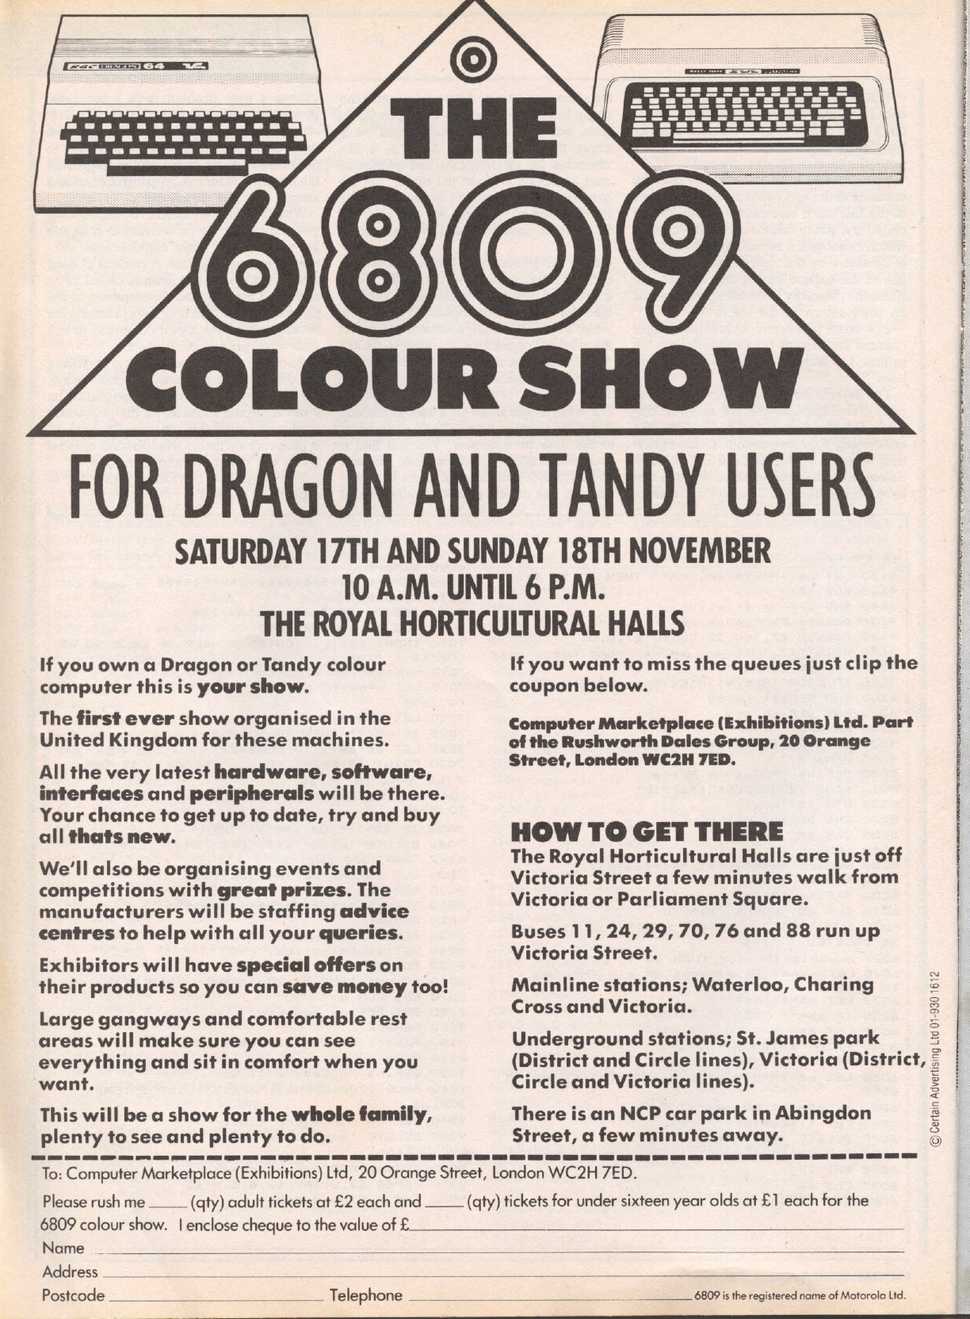 DRAGON 64
THE
6809
COLOUR SHOW
FOR DRAGON AND TANDY USERS
SATURDAY 17TH AND SUNDAY 18TH NOVEMBER
10 A.M. UNTIL 6 P.M.
THE ROYAL HORTICULTURAL HALLS
If you own a Dragon or Tandy colour
computer this is your show.
The first ever show organised in the
United Kingdom for these machines.
All the very latest hardware, software,
interfaces and peripherals will be there.
Your chance to get up to date, try and buy
all thats new.
We'll also be organising events and
competitions with great prizes. The
manufacturers will be staffing advice
centres to help with all your queries.
Exhibitors will have special offers on
their products so you can save money too!
Large gangways and comfortable rest
areas will make sure you can see
everything and sit in comfort when you
want.
This will be a show for the whole family,
plenty to see and plenty to do.
If you want to miss the queues just clip the
coupon below.
Computer Marketplace (Exhibitions) Ltd. Part
of the Rushworth Dales Group, 20 Orange
Street, London WC2H 7ED.
HOW TO GET THERE
The Royal Horticultural Halls are just off
Victoria Street a few minutes walk from
Victoria or Parliament Square.
Buses 11, 24, 29, 70, 76 and 88 run up
Victoria Street.
Mainline stations; Waterloo, Charing
Cross and Victoria.
Underground stations; St. James park
(District and Circle lines), Victoria (District,
Circle and Victoria lines).
There is an NCP car park in Abingdon
Street, a few minutes away.
© Certain Advertising Ltd 01-930 1612
To: Computer Marketplace (Exhibitions) Ltd, 20 Orange Street, London WC2H 7ED.
Please rush me ____ (qty) adult tickets at £2 each and ____ (qty) tickets for under sixteen year olds at £1 each for the
6809 colour show. I enclose cheque to the value of £
Name
Address
Postcode Telephone
6809 is the registered name of Motorola Ltd.